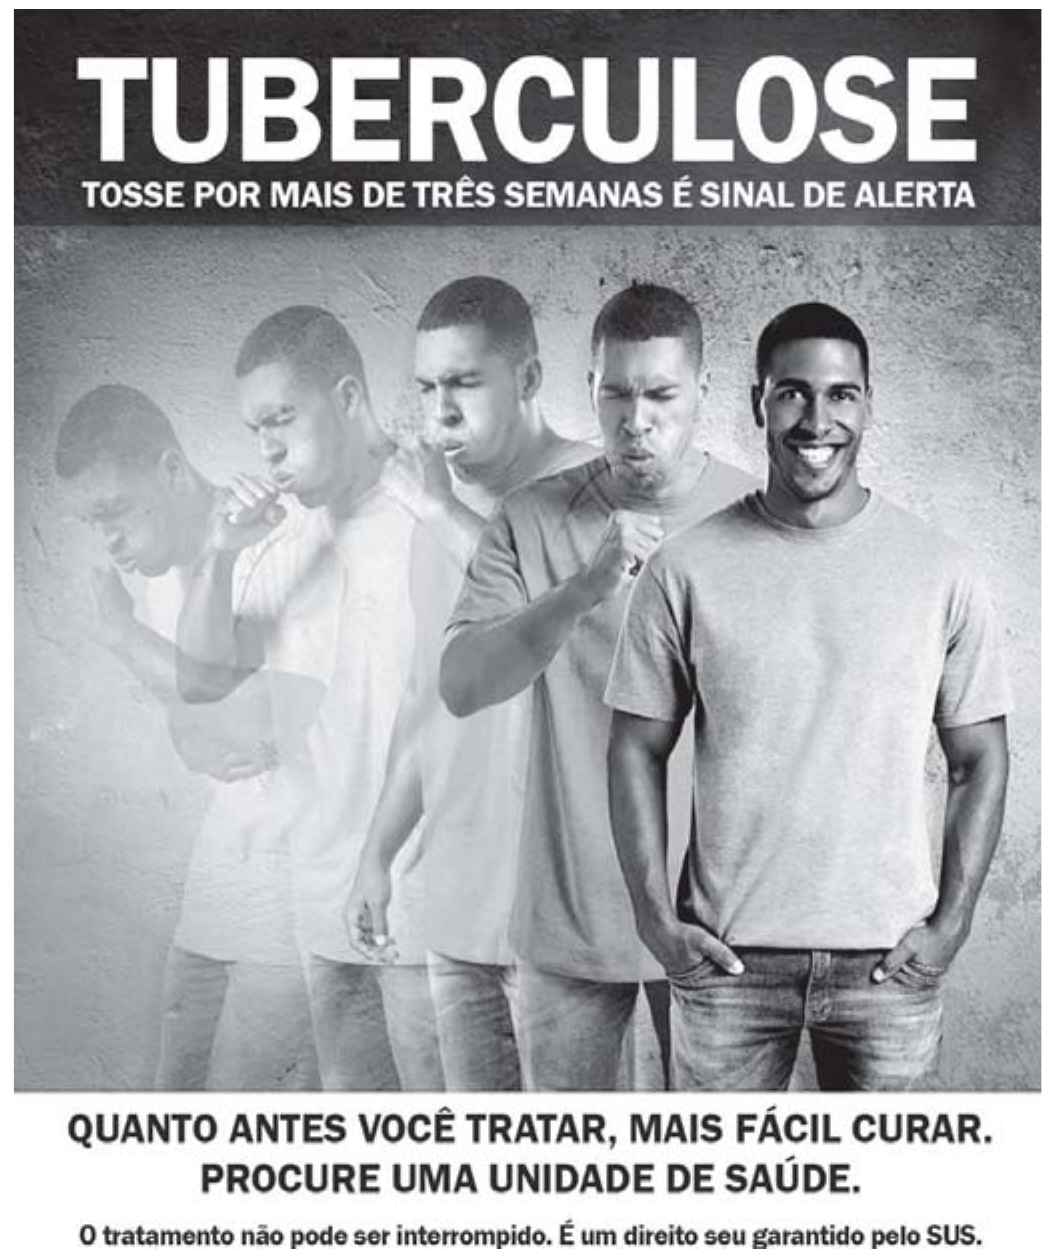 TUBERCULOSE
TOSSE POR MAIS DE TRÊS SEMANAS É SINAL DE ALERTA
QUANTO ANTES VOCÊ TRATAR, MAIS FÁCIL CURAR.
PROCURE UMA UNIDADE DE SAÚDE.
O tratamento não pode ser interrompido. É um direito seu garantido pelo SUS.